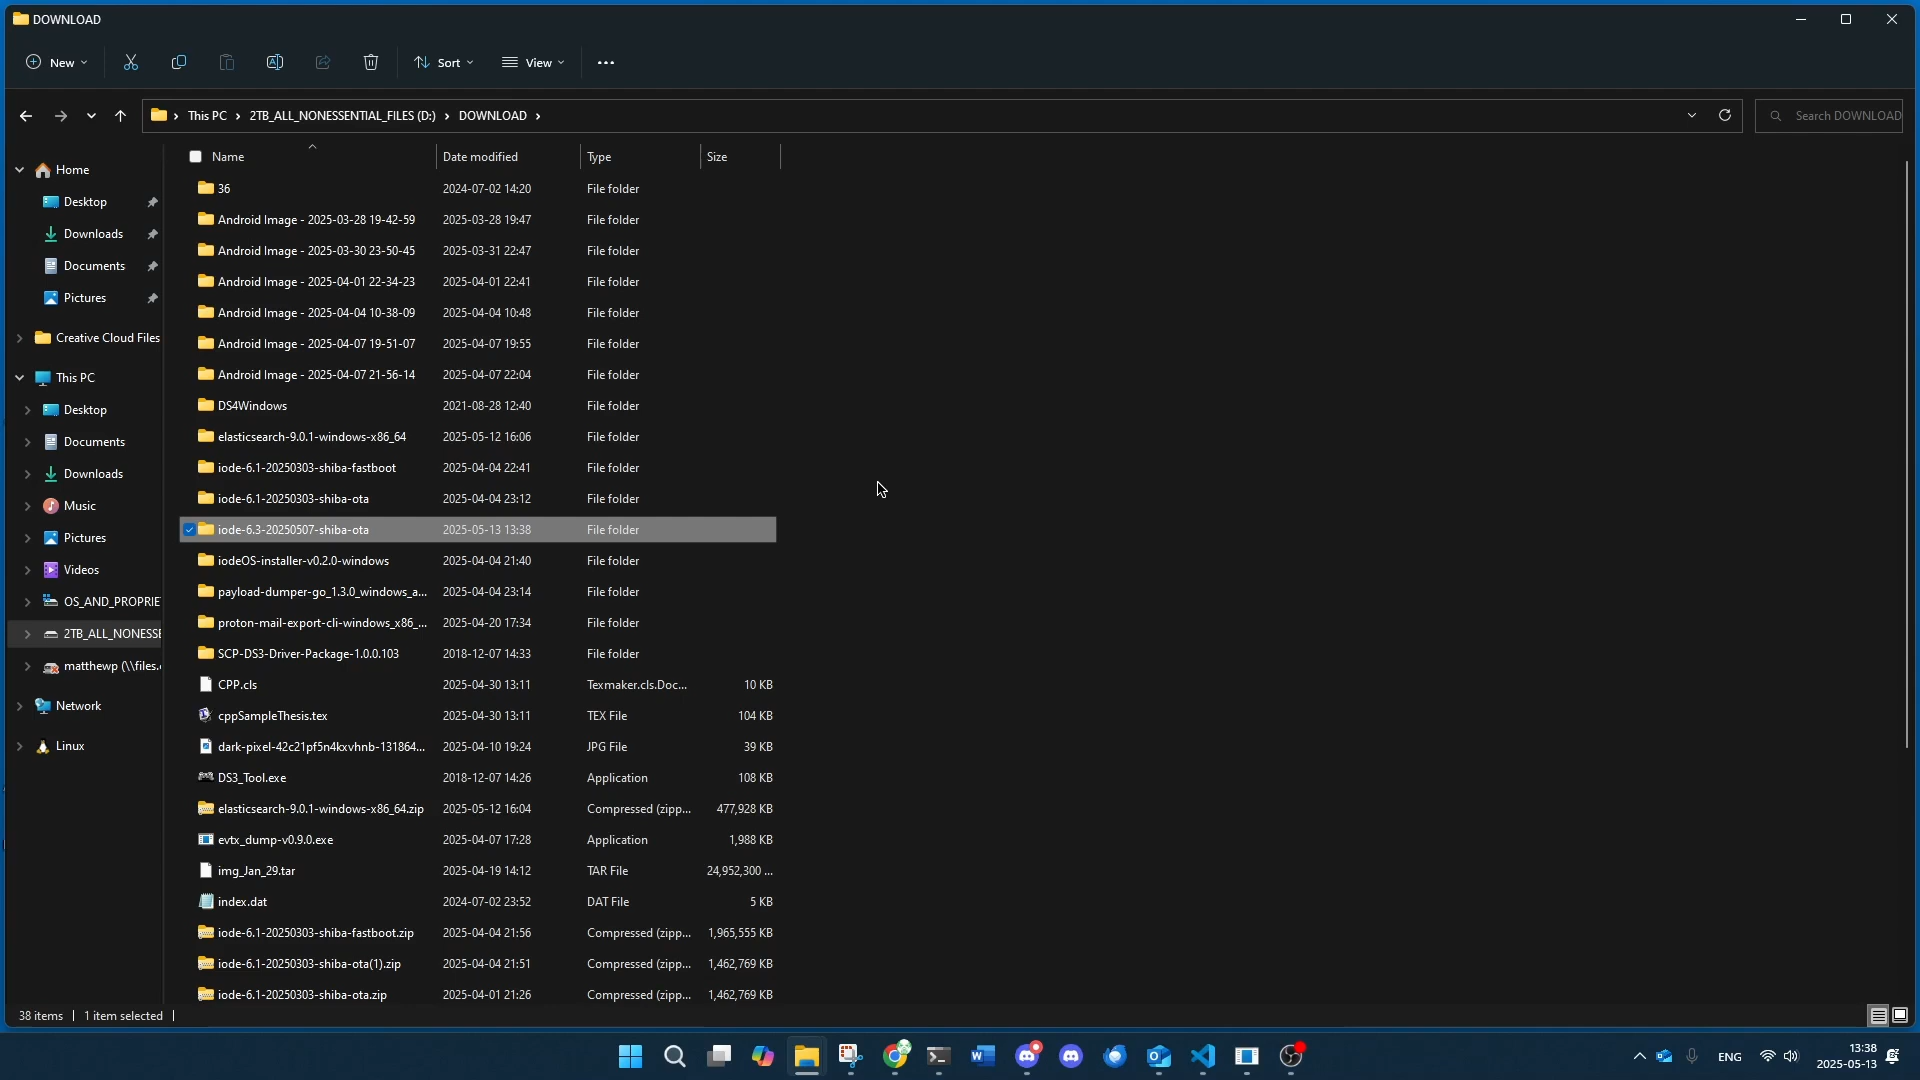 DOWNLOAD
New
Sort
View
This PC > 2TB_ALL_NONESSENTIAL_FILES (D:) > DOWNLOAD >
Search DOWNLOAD
Name Date modified Type Size
Home
Desktop
Downloads
Documents
Pictures
Creative Cloud Files
This PC
Desktop
Documents
Downloads
Music
Pictures
Videos
OS_AND_PROPRIE
2TB_ALL_NONESSE
matthewp (\\files.
Network
Linux
36 2024-07-02 14:20 File folder
Android Image - 2025-03-28 19-42-59 2025-03-28 19:47 File folder
Android Image - 2025-03-30 23-50-45 2025-03-31 22:47 File folder
Android Image - 2025-04-01 22-34-23 2025-04-01 22:41 File folder
Android Image - 2025-04-04 10-38-09 2025-04-04 10:48 File folder
Android Image - 2025-04-07 19-51-07 2025-04-07 19:55 File folder
Android Image - 2025-04-07 21-56-14 2025-04-07 22:04 File folder
DS4Windows 2021-08-28 12:40 File folder
elasticsearch-9.0.1-windows-x86_64 2025-05-12 16:06 File folder
iode-6.1-20250303-shiba-fastboot 2025-04-04 22:41 File folder
iode-6.1-20250303-shiba-ota 2025-04-04 23:12 File folder
iode-6.3-20250507-shiba-ota 2025-05-13 13:38 File folder
iodeOS-installer-v0.2.0-windows 2025-04-04 21:40 File folder
payload-dumper-go_1.3.0_windows_a... 2025-04-04 23:14 File folder
proton-mail-export-cli-windows_x86_... 2025-04-20 17:34 File folder
SCP-DS3-Driver-Package-1.0.0.103 2018-12-07 14:33 File folder
CPP.cls 2025-04-30 13:11 Texmaker.cls.Doc... 10 KB
cppSampleThesis.tex 2025-04-30 13:11 TEX File 104 KB
dark-pixel-42c21pf5n4kxvhnb-131864... 2025-04-10 19:24 JPG File 39 KB
DS3_Tool.exe 2018-12-07 14:26 Application 108 KB
elasticsearch-9.0.1-windows-x86_64.zip 2025-05-12 16:04 Compressed (zipp... 477,928 KB
evtx_dump-v0.9.0.exe 2025-04-07 17:28 Application 1,988 KB
img_Jan_29.tar 2025-04-19 14:12 TAR File 24,952,300 ...
index.dat 2024-07-02 23:52 DAT File 5 KB
iode-6.1-20250303-shiba-fastboot.zip 2025-04-04 21:56 Compressed (zipp... 1,965,555 KB
iode-6.1-20250303-shiba-ota(1).zip 2025-04-04 21:51 Compressed (zipp... 1,462,769 KB
iode-6.1-20250303-shiba-ota.zip 2025-04-01 21:26 Compressed (zipp... 1,462,769 KB
38 items | 1 item selected |
ENG
13:38
2025-05-13